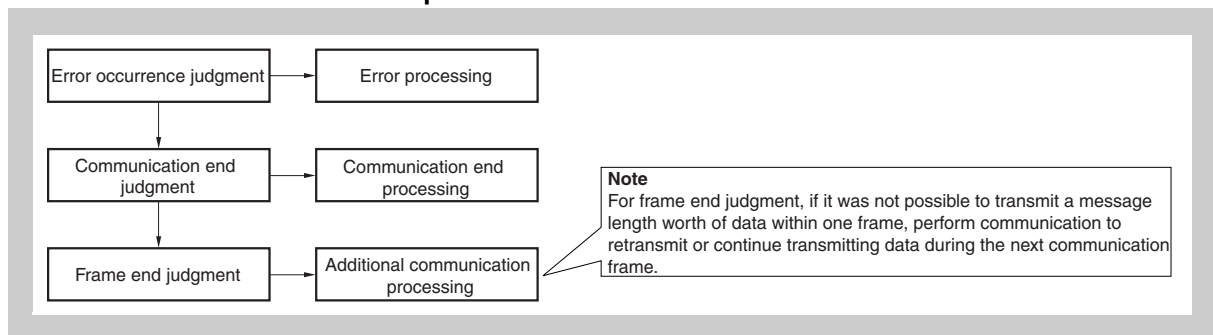 Error occurrence judgment
Error processing
Communication end
judgment
Communication end
processing
Frame end judgment
Additional communication
processing
Note
For frame end judgment, if it was not possible to transmit a message
length worth of data within one frame, perform communication to
retransmit or continue transmitting data during the next communication
frame.